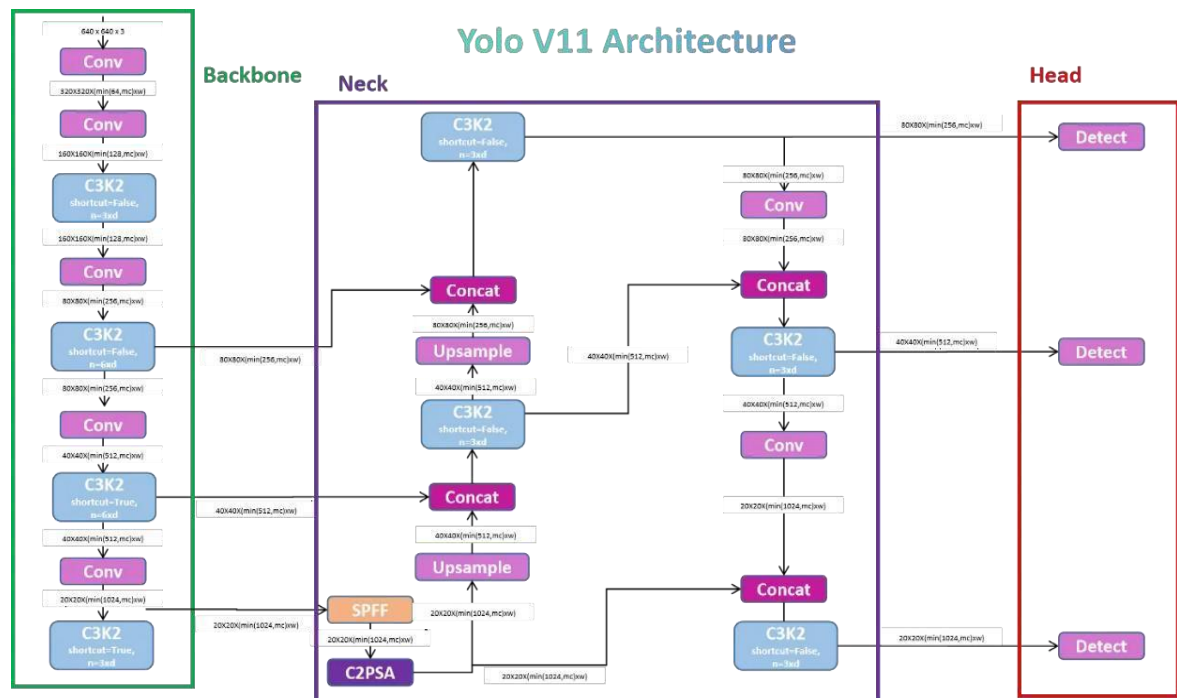 Yolo V11 Architecture
Backbone
640 x 640 x 3
Conv
320X320X(min(64,mc)xw)
Conv
160X160X(min(128,mc)xw)
C3K2
shortcut=False,
n=3xd
160X160X(min(128,mc)xw)
Conv
80X80X(min(256,mc)xw)
C3K2
shortcut=False,
n=6xd
80X80X(min(256,mc)xw)
80X80X(min(256,mc)xw)
Conv
40X40X(min(512,mc)xw)
C3K2
shortcut=True,
n=6xd
40X40X(min(512,mc)xw)
40X40X(min(512,mc)xw)
Conv
20X20X(min(1024,mc)xw)
20X20X(min(1024,mc)xw)
C3K2
shortcut=True,
n=3xd
Neck
C3K2
shortcut=False,
n=3xd
Concat
80X80X(min(256,mc)xw)
Upsample
40X40X(min(512,mc)xw)
C3K2
shortcut=False,
n=3xd
40X40X(min(512,mc)xw)
Concat
40X40X(min(512,mc)xw)
Upsample
20X20X(min(1024,mc)xw)
SPFF
20X20X(min(1024,mc)xw)
C2PSA
20X20X(min(1024,mc)xw)
80X80X(min(256,mc)xw)
Conv
80X80X(min(256,mc)xw)
Concat
C3K2
shortcut=False,
n=3xd
40X40X(min(512,mc)xw)
Conv
20X20X(min(1024,mc)xw)
Concat
C3K2
shortcut=False,
n=3xd
Head
80X80X(min(256,mc)xw)
Detect
40X40X(min(512,mc)xw)
Detect
20X20X(min(1024,mc)xw)
Detect